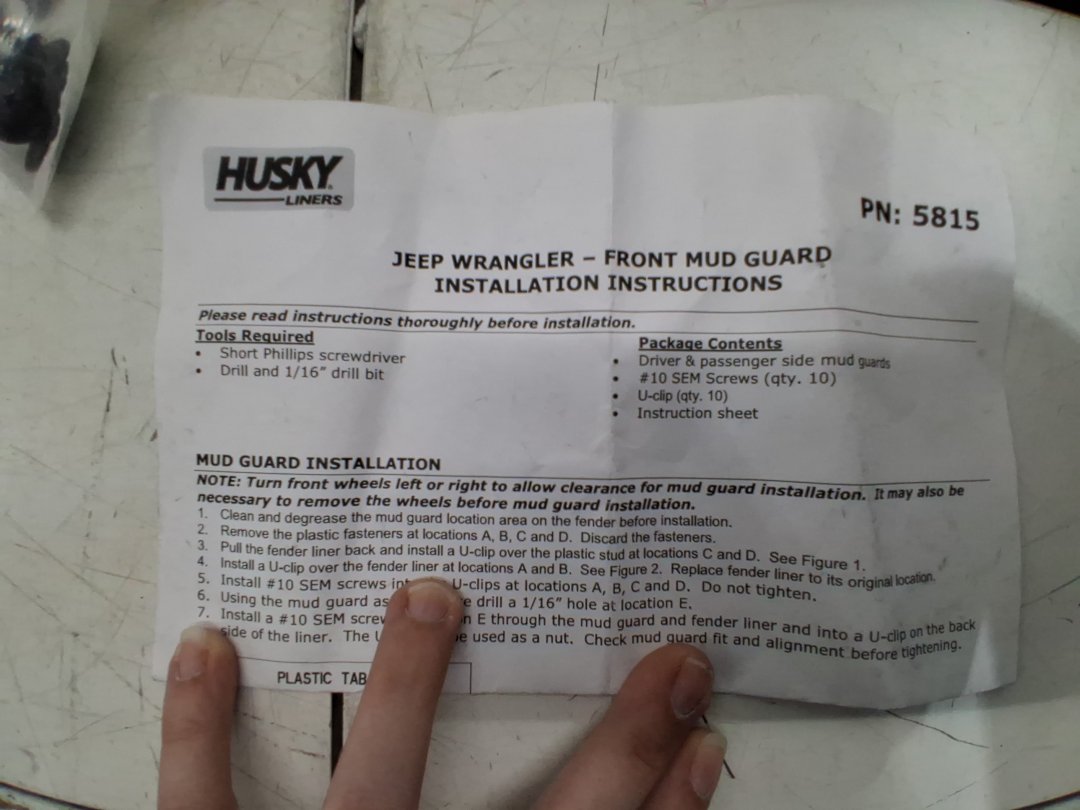 HUSKY
LINERS
PN: 5815
JEEP WRANGLER – FRONT MUD GUARD
INSTALLATION INSTRUCTIONS
Please read instructions thoroughly before installation.
Tools Required
• Short Phillips screwdriver
• Drill and 1/16" drill bit
Package Contents
• Driver & passenger side mud guards
• #10 SEM Screws (qty. 10)
• U-clip (qty. 10)
• Instruction sheet
MUD GUARD INSTALLATION
NOTE: Turn front wheels left or right to allow clearance for mud guard installation. It may also be
necessary to remove the wheels before mud guard installation.
1. Clean and degrease the mud guard location area on the fender before installation.
2. Remove the plastic fasteners at locations A, B, C and D. Discard the fasteners.
3. Pull the fender liner back and install a U-clip over the plastic stud at locations C and D. See Figure 1.
4. Install a U-clip over the fender liner at locations A and B. See Figure 2. Replace fender liner to its original location.
5. Install #10 SEM screws U-clips at locations A, B, C and D. Do not tighten.
6. Using the mud guard as drill a 1/16" hole at location E.
7. Install a #10 SEM screw E through the mud guard and fender liner and into a U-clip on the back
side of the liner. The used as a nut. Check mud guard fit and alignment before tightening.
PLASTIC TAB